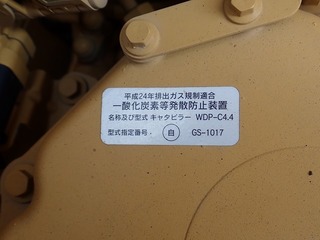 平成24年排出ガス規制適合
一酸化炭素等発散防止装置
名称及び型式 キャタピラー WDP-C4.4
型式指定番号. 自 GS-1017